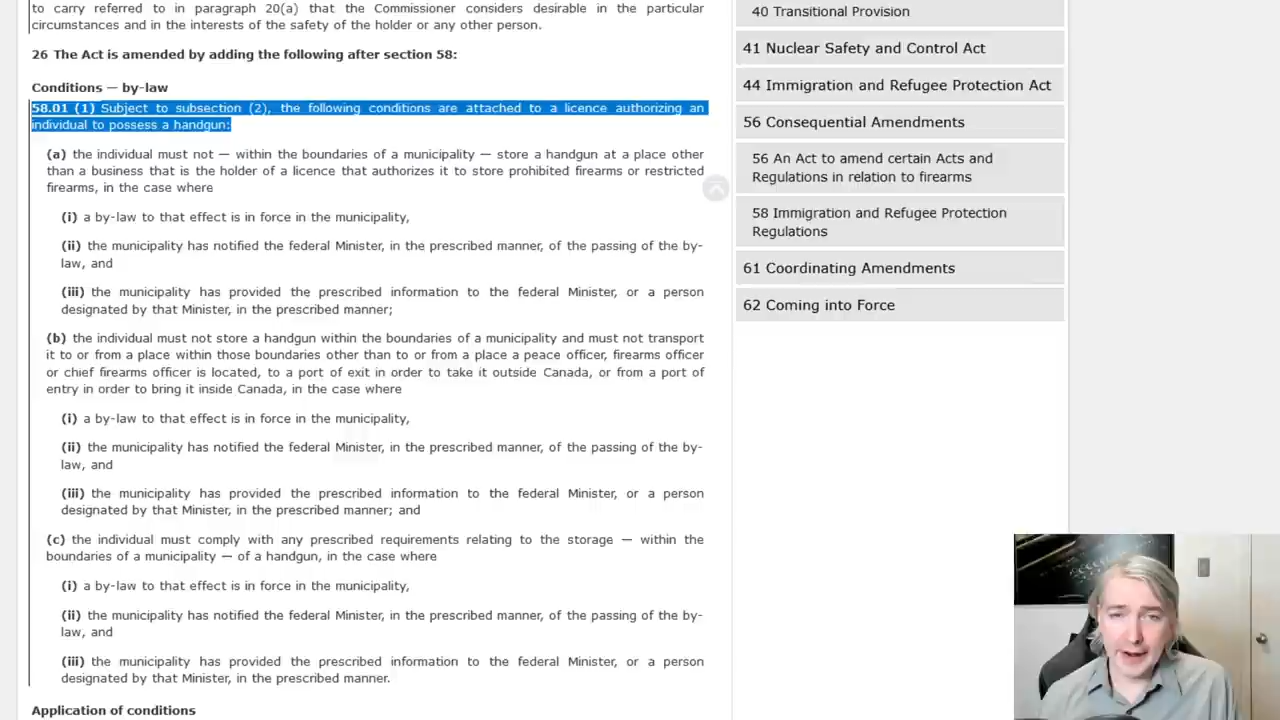 to carry referred to in paragraph 20(a) that the Commissioner considers desirable in the particular
circumstances and in the interests of the safety of the holder or any other person.
26 The Act is amended by adding the following after section 58:
Conditions — by-law
58.01 (1) Subject to subsection (2), the following conditions are attached to a licence authorizing an
individual to possess a handgun:
(a) the individual must not — within the boundaries of a municipality — store a handgun at a place other
than a business that is the holder of a licence that authorizes it to store prohibited firearms or restricted
firearms, in the case where
(i) a by-law to that effect is in force in the municipality,
(ii) the municipality has notified the federal Minister, in the prescribed manner, of the passing of the by-
law, and
(iii) the municipality has provided the prescribed information to the federal Minister, or a person
designated by that Minister, in the prescribed manner;
(b) the individual must not store a handgun within the boundaries of a municipality and must not transport
it to or from a place within those boundaries other than to or from a place a peace officer, firearms officer
or chief firearms officer is located, to a port of exit in order to take it outside Canada, or from a port of
entry in order to bring it inside Canada, in the case where
(i) a by-law to that effect is in force in the municipality,
(ii) the municipality has notified the federal Minister, in the prescribed manner, of the passing of the by-
law, and
(iii) the municipality has provided the prescribed information to the federal Minister, or a person
designated by that Minister, in the prescribed manner; and
(c) the individual must comply with any prescribed requirements relating to the storage — within the
boundaries of a municipality — of a handgun, in the case where
(i) a by-law to that effect is in force in the municipality,
(ii) the municipality has notified the federal Minister, in the prescribed manner, of the passing of the by-
law, and
(iii) the municipality has provided the prescribed information to the federal Minister, or a person
designated by that Minister, in the prescribed manner.
Application of conditions
40 Transitional Provision
41 Nuclear Safety and Control Act
44 Immigration and Refugee Protection Act
56 Consequential Amendments
56 An Act to amend certain Acts and
Regulations in relation to firearms
58 Immigration and Refugee Protection
Regulations
61 Coordinating Amendments
62 Coming into Force